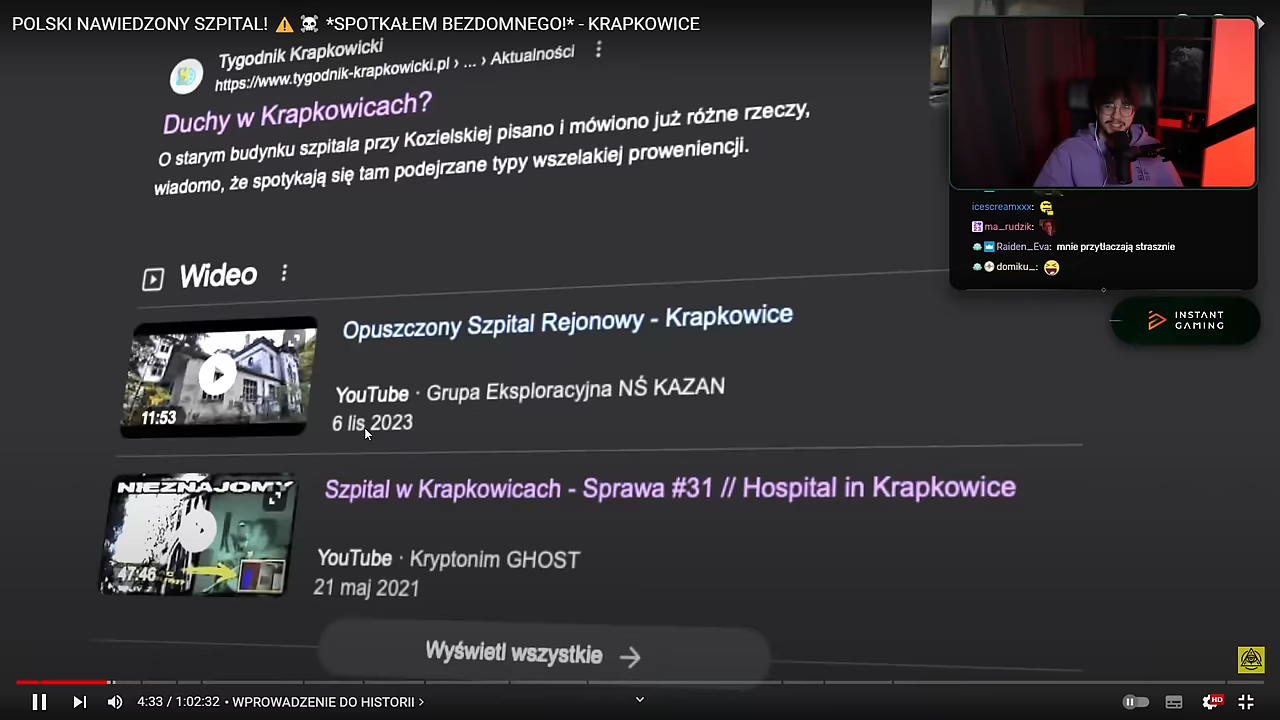 POLSKI NAWIEDZONY SZPITAL! ⚠️ ☠️ *SPOTKAŁEM BEZDOMNEGO!* - KRAPKOWICE
Tygodnik Krapkowicki
https://www.tygodnik-krapkowicki.pl › ... › Aktualności
Duchy w Krapkowicach?
O starym budynku szpitala przy Kozielskiej pisano i mówiono już różne rzeczy,
wiadomo, że spotykają się tam podejrzane typy wszelakiej proweniencji.
icescreamxxx:
ma_rudzik:
Raiden_Eva: mnie przytłaczają strasznie
domiku_:
INSTANT
GAMING
Wideo
Opuszczony Szpital Rejonowy - Krapkowice
YouTube · Grupa Eksploracyjna NŚ KAZAN
6 lis 2023
11:53
NIEZNAJOMY
Szpital w Krapkowicach - Sprawa #31 // Hospital in Krapkowice
YouTube · Kryptonim GHOST
21 maj 2021
47:46
Wyświetl wszystkie →
4:33 / 1:02:32 • WPROWADZENIE DO HISTORII ›
HD